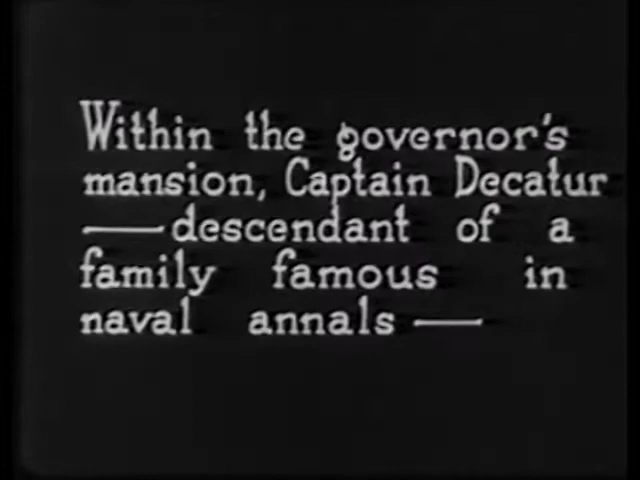 Within the governor's
mansion, Captain Decatur
—descendant of a
family famous in
naval annals—